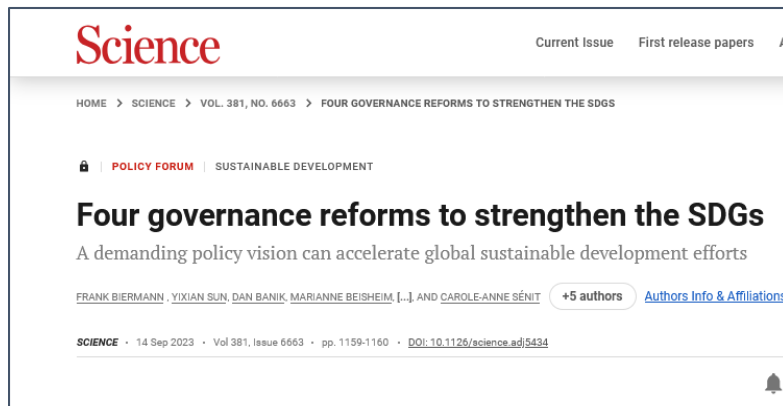 Science
Current Issue First release papers A
HOME > SCIENCE > VOL. 381, NO. 6663 > FOUR GOVERNANCE REFORMS TO STRENGTHEN THE SDGS
POLICY FORUM | SUSTAINABLE DEVELOPMENT
Four governance reforms to strengthen the SDGs
A demanding policy vision can accelerate global sustainable development efforts
FRANK BIERMANN , YIXIAN SUN, DAN BANIK, MARIANNE BEISHEIM, [...], AND CAROLE-ANNE SÉNIT +5 authors Authors Info & Affiliations
SCIENCE · 14 Sep 2023 · Vol 381, Issue 6663 · pp. 1159-1160 · DOI: 10.1126/science.adj5434